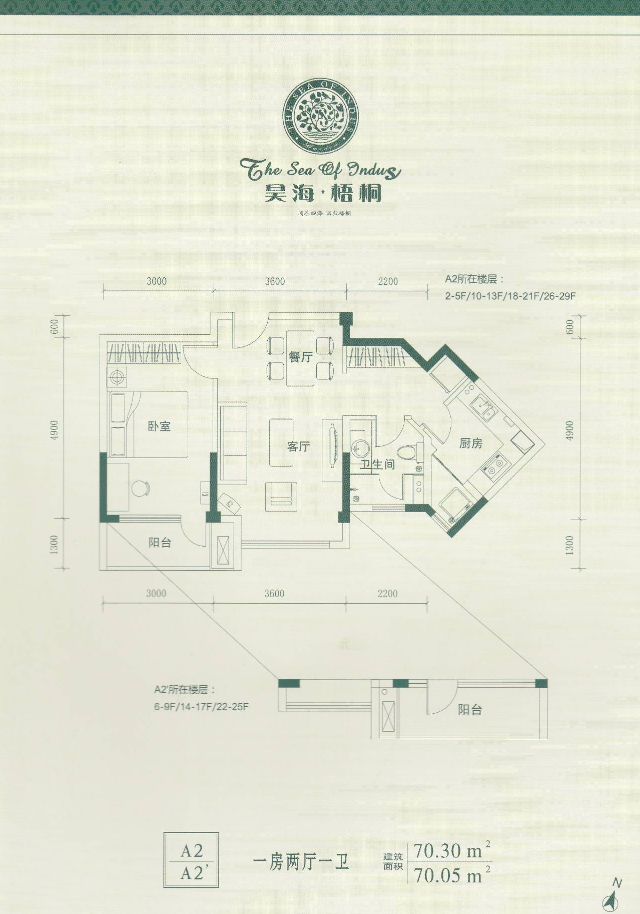 THE SEA OF INDUS
The Sea Of Indus
昊海·梧桐
3000 3600 2200
A2所在楼层：
2-5F/10-13F/18-21F/26-29F
600 600
餐厅
卧室 客厅 厨房
4900 4900
卫生间
阳台
1300 1300
3000 3600 2200
A2'所在楼层：
6-9F/14-17F/22-25F
阳台
A2
A2'
一房两厅一卫
建筑
面积
70.30 m²
70.05 m²
N